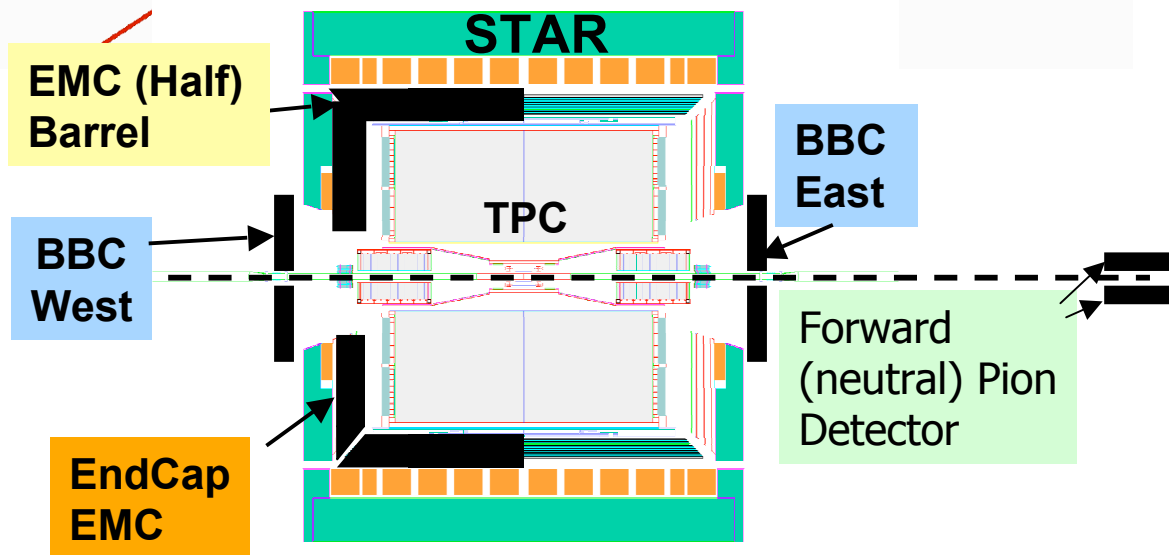 STAR
EMC (Half)
Barrel
BBC
East
TPC
BBC
West
Forward
(neutral) Pion
Detector
EndCap
EMC